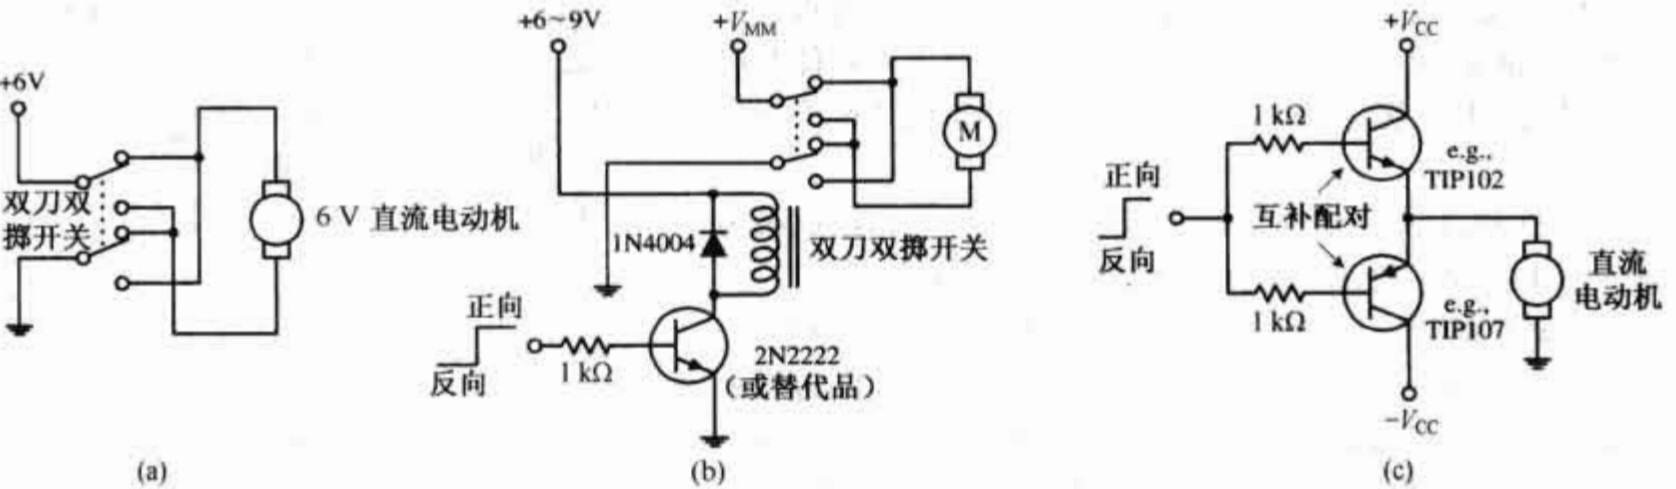 +6V
双刀双
掷开关
6 V 直流电动机
(a)
+6~9V
+VMM
M
1N4004
双刀双掷开关
正向
反向
1 kΩ
2N2222
(或替代品)
(b)
+VCC
1 kΩ
e.g.,
TIP102
正向
反向
互补配对
直流
电动机
1 kΩ
e.g.,
TIP107
-VCC
(c)